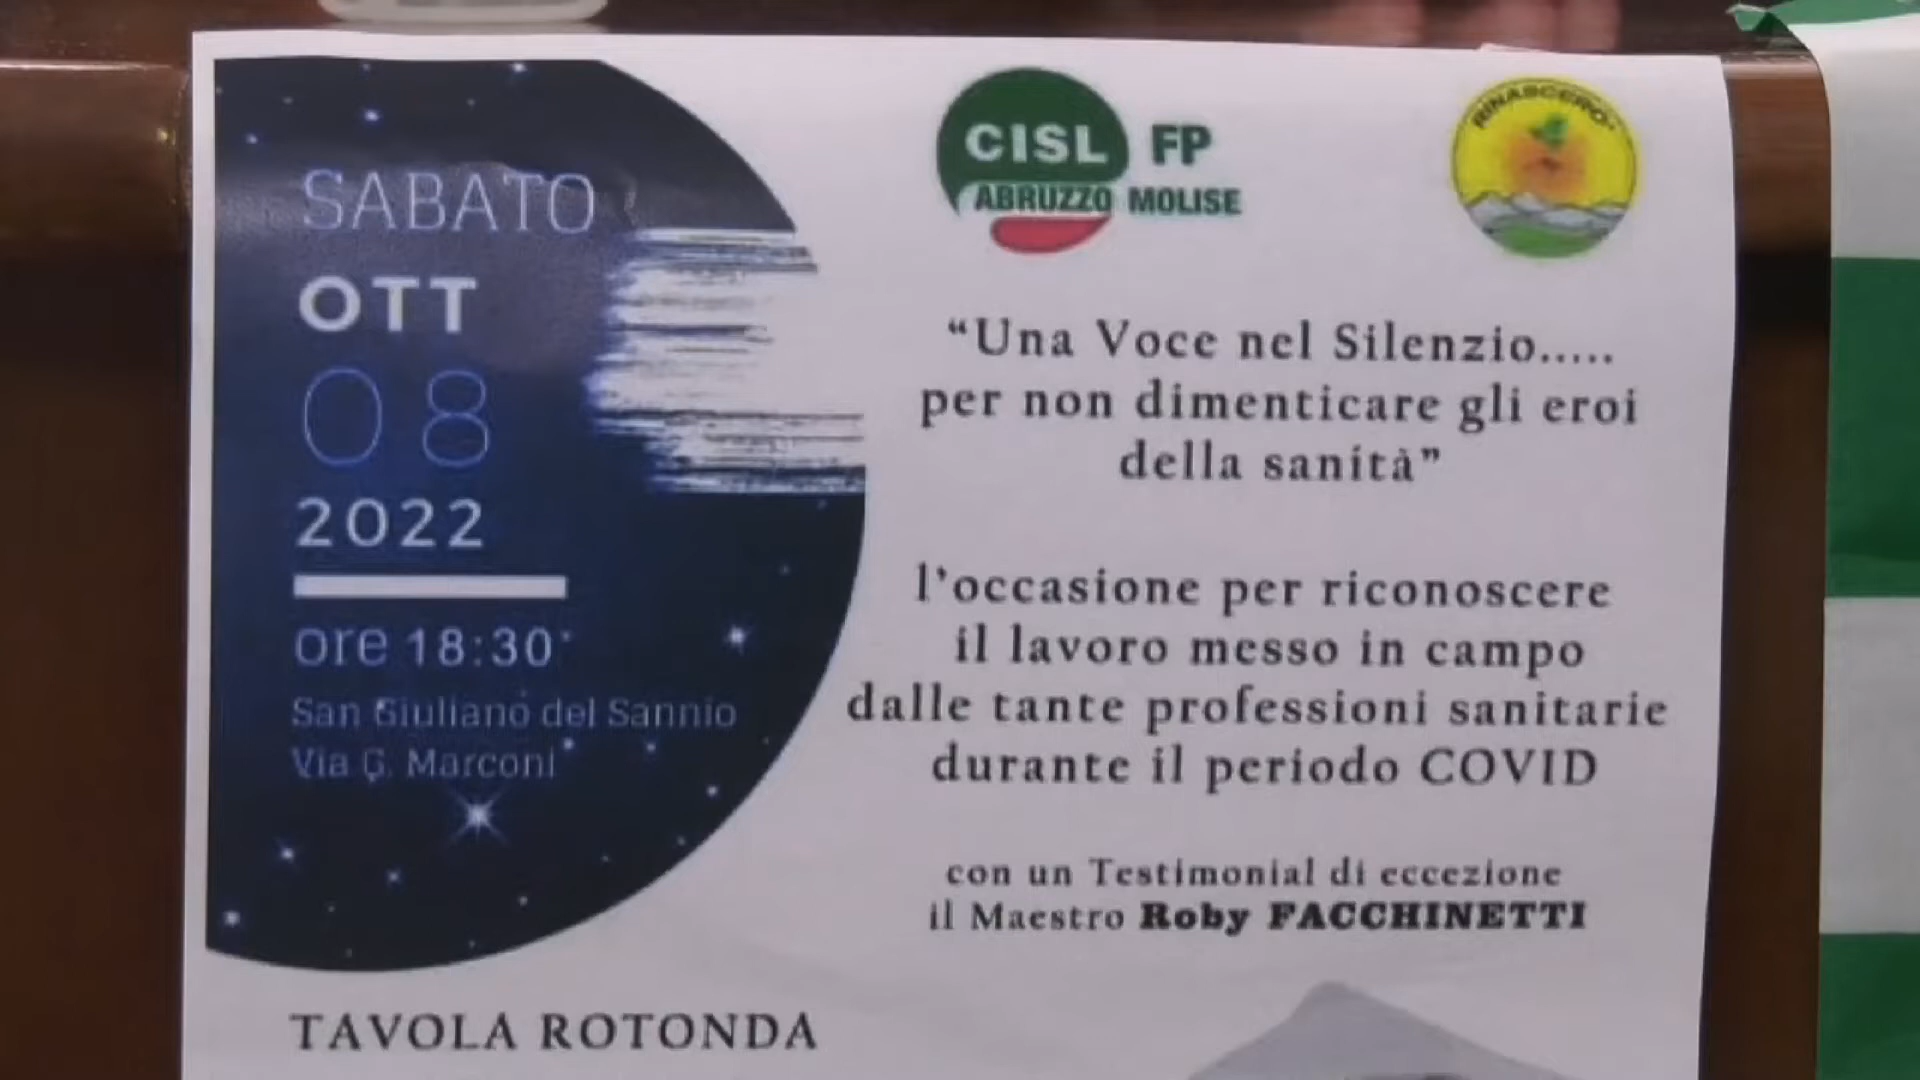 SABATO
OTT
08
2022
ore 18:30
San Giuliano del Sannio
Via G. Marconi
CISL FP
ABRUZZO MOLISE
RINASCERO'
“Una Voce nel Silenzio.....
per non dimenticare gli eroi
della sanità”
l'occasione per riconoscere
il lavoro messo in campo
dalle tante professioni sanitarie
durante il periodo COVID
con un Testimonial di eccezione
il Maestro Roby FACCHINETTI
TAVOLA ROTONDA